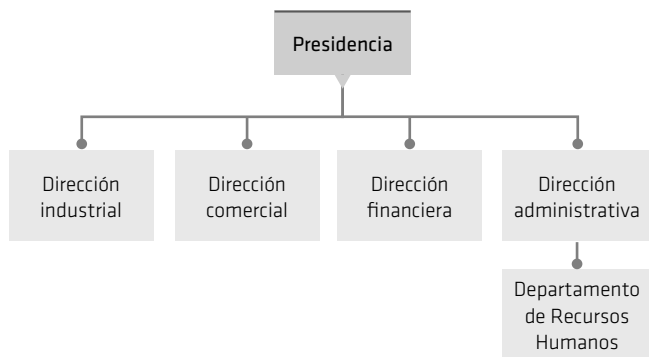 Presidencia
Dirección
industrial
Dirección
comercial
Dirección
financiera
Dirección
administrativa
Departamento
de Recursos
Humanos